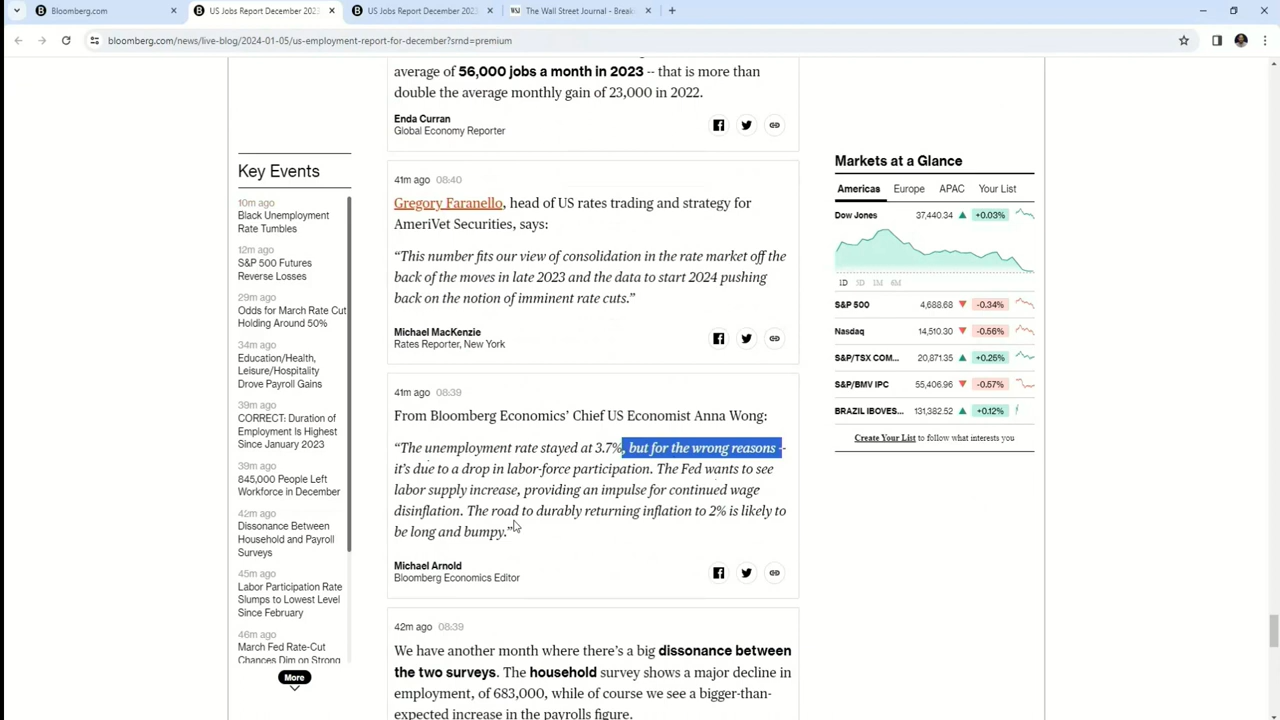 Bloomberg.com
US Jobs Report December 2023
US Jobs Report December 2023
The Wall Street Journal - Break
bloomberg.com/news/live-blog/2024-01-05/us-employment-report-for-december?srnd=premium
average of 56,000 jobs a month in 2023 -- that is more than
double the average monthly gain of 23,000 in 2022.
Enda Curran
Global Economy Reporter
Key Events
10m ago
Black Unemployment
Rate Tumbles
12m ago
S&P 500 Futures
Reverse Losses
29m ago
Odds for March Rate Cut
Holding Around 50%
34m ago
Education/Health,
Leisure/Hospitality
Drove Payroll Gains
39m ago
CORRECT: Duration of
Employment Is Highest
Since January 2023
39m ago
845,000 People Left
Workforce in December
42m ago
Dissonance Between
Household and Payroll
Surveys
45m ago
Labor Participation Rate
Slumps to Lowest Level
Since February
46m ago
March Fed Rate-Cut
Chances Dim on Strong
More
41m ago 08:40
Gregory Faranello, head of US rates trading and strategy for
AmeriVet Securities, says:
“This number fits our view of consolidation in the rate market off the
back of the moves in late 2023 and the data to start 2024 pushing
back on the notion of imminent rate cuts.”
Michael MacKenzie
Rates Reporter, New York
41m ago 08:39
From Bloomberg Economics’ Chief US Economist Anna Wong:
“The unemployment rate stayed at 3.7%, but for the wrong reasons --
it’s due to a drop in labor-force participation. The Fed wants to see
labor supply increase, providing an impulse for continued wage
disinflation. The road to durably returning inflation to 2% is likely to
be long and bumpy.”
Michael Arnold
Bloomberg Economics Editor
42m ago 08:39
We have another month where there’s a big dissonance between
the two surveys. The household survey shows a major decline in
employment, of 683,000, while of course we see a bigger-than-
expected increase in the payrolls figure.
Markets at a Glance
Americas Europe APAC Your List
Dow Jones 37,440.34 +0.03%
1D 5D 1M 6M
S&P 500 4,688.68 -0.34%
Nasdaq 14,510.30 -0.56%
S&P/TSX COM... 20,871.35 +0.25%
S&P/BMV IPC 55,406.96 -0.57%
BRAZIL IBOVES... 131,382.52 +0.12%
Create Your List to follow what interests you